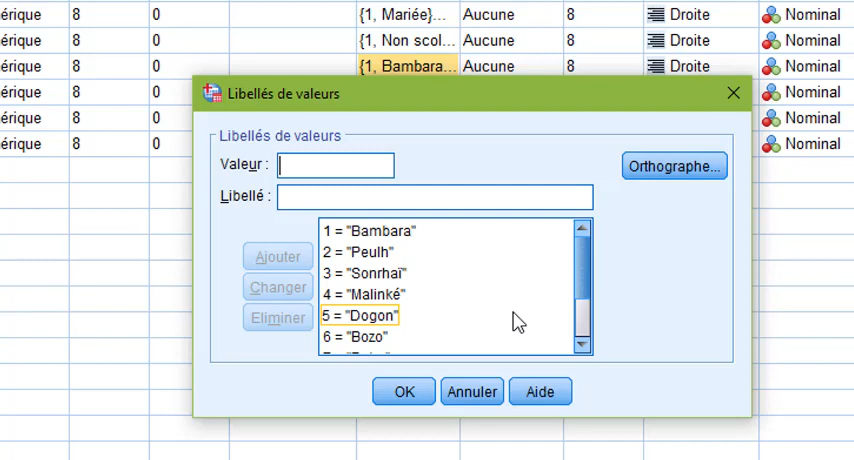 érique 8 0 {1, Mariée}... Aucune 8 Droite Nominal
érique 8 0 {1, Non scol... Aucune 8 Droite Nominal
érique 8 0 {1, Bambara... Aucune 8 Droite Nominal
érique 8 0 Nominal
érique 8 0 Nominal
érique 8 0 Nominal
Libellés de valeurs
Libellés de valeurs
Valeur :
Orthographe...
Libellé :
1 = "Bambara"
2 = "Peulh"
3 = "Sonrhaï"
4 = "Malinké"
5 = "Dogon"
6 = "Bozo"
Ajouter
Changer
Eliminer
OK Annuler Aide